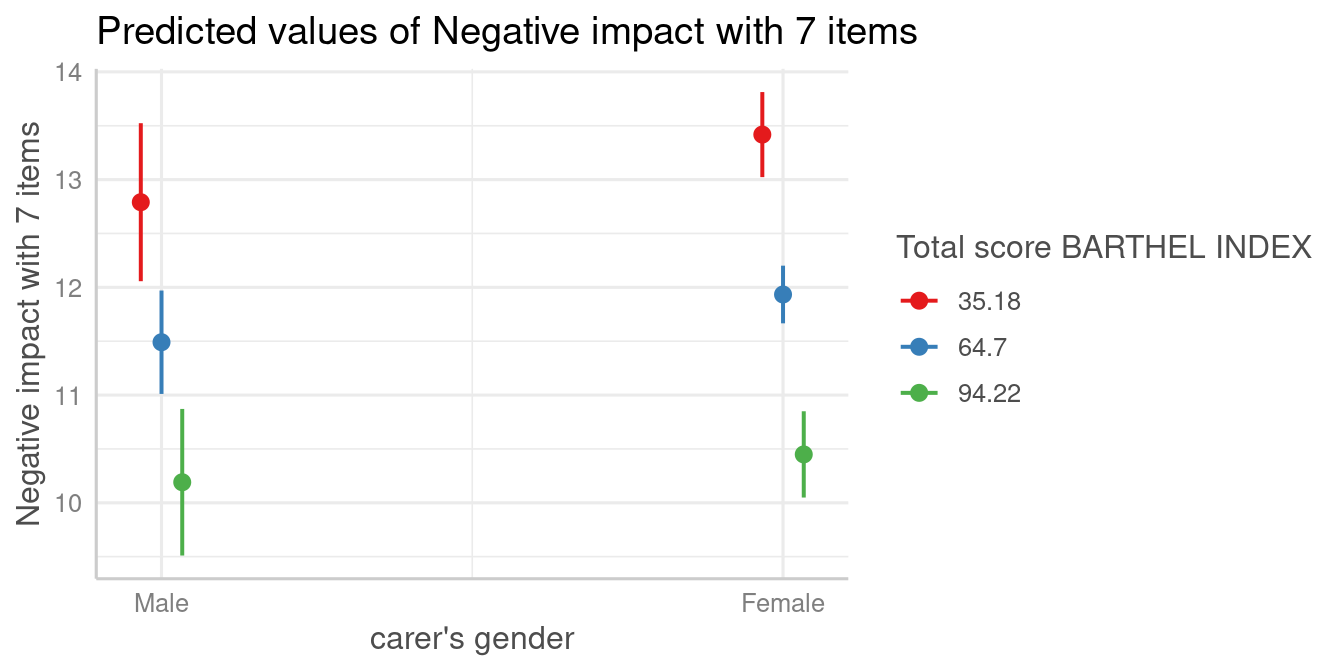 Predicted values of Negative impact with 7 items
Negative impact with 7 items
14
13
12
11
10
Male
Female
carer's gender
Total score BARTHEL INDEX
35.18
64.7
94.22